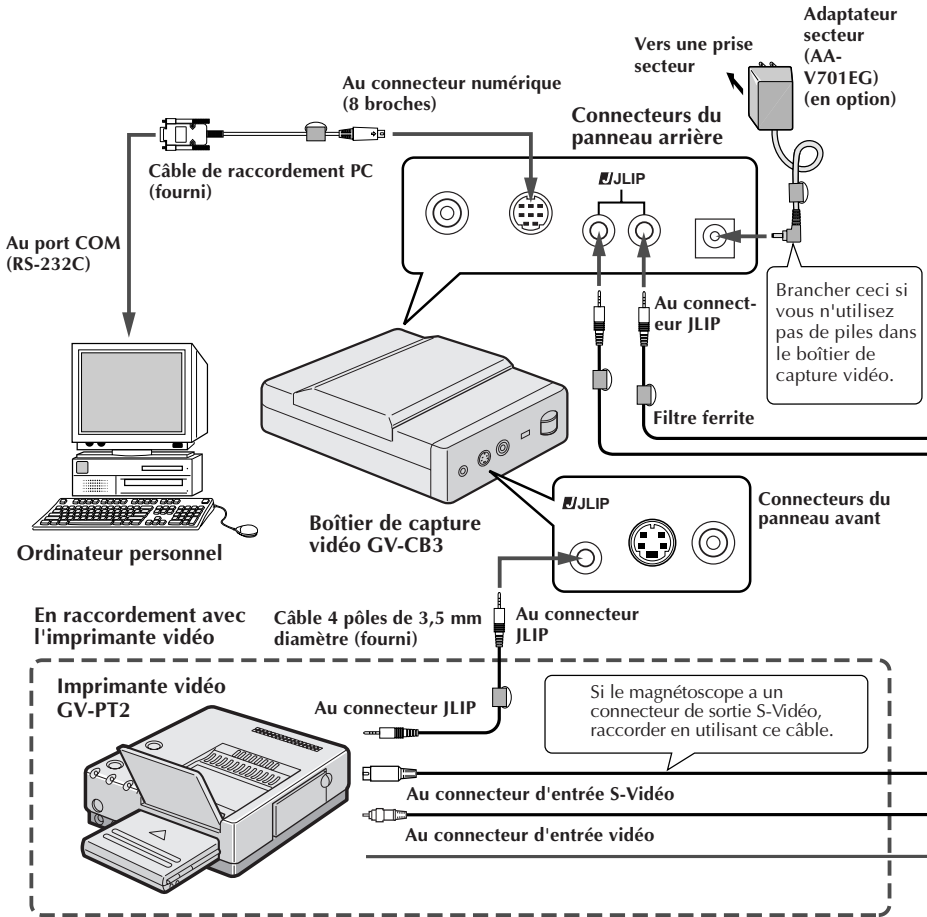 Adaptateur
secteur
(AA-
V701EG)
(en option)
Vers une prise
secteur
Au connecteur numérique
(8 broches)
Connecteurs du
panneau arrière
Câble de raccordement PC
(fourni)
JLIP
Au port COM
(RS-232C)
Brancher ceci si
vous n'utilisez
pas de piles dans
le boîtier de
capture vidéo.
Au connect-
eur JLIP
Filtre ferrite
JLIP
Connecteurs du
panneau avant
Boîtier de capture
vidéo GV-CB3
Ordinateur personnel
En raccordement avec
l'imprimante vidéo
Câble 4 pôles de 3,5 mm
diamètre (fourni)
Au connecteur
JLIP
Imprimante vidéo
GV-PT2
Au connecteur JLIP
Si le magnétoscope a un
connecteur de sortie S-Vidéo,
raccorder en utilisant ce câble.
Au connecteur d'entrée S-Vidéo
Au connecteur d'entrée vidéo